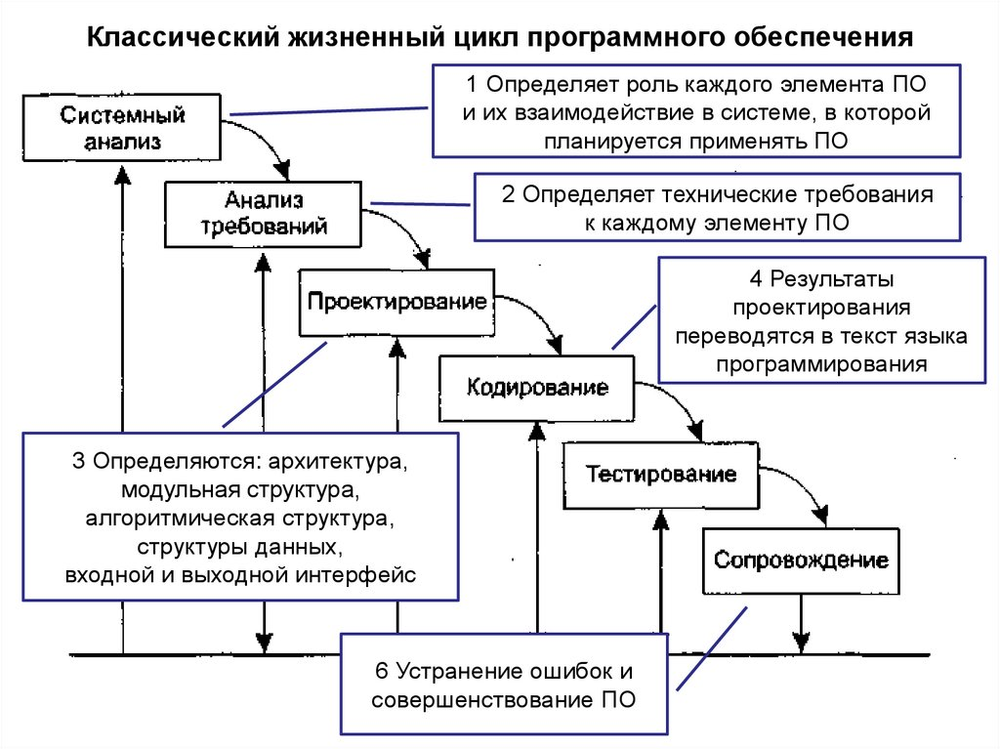 Классический жизненный цикл программного обеспечения
1 Определяет роль каждого элемента ПО
и их взаимодействие в системе, в которой
планируется применять ПО
Системный
анализ
2 Определяет технические требования
к каждому элементу ПО
Анализ
требований
Проектирование
4 Результаты
проектирования
переводятся в текст языка
программирования
Кодирование
3 Определяются: архитектура,
модульная структура,
алгоритмическая структура,
структуры данных,
входной и выходной интерфейс
Тестирование
Сопровождение
6 Устранение ошибок и
совершенствование ПО